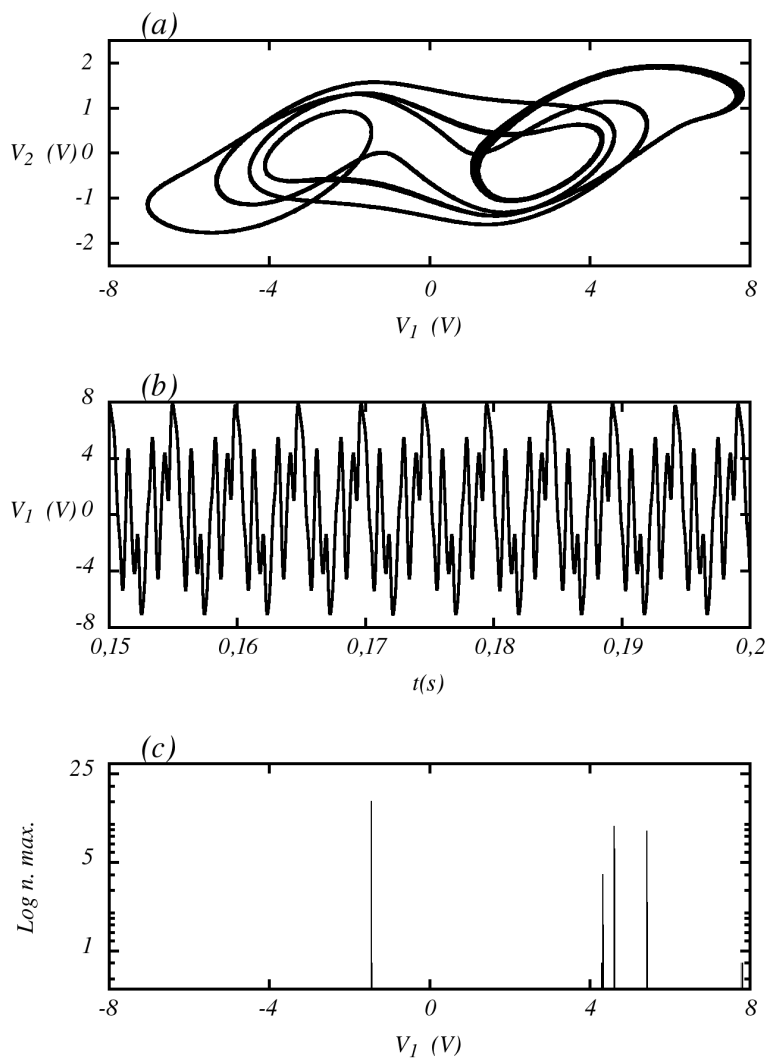 (a)
2
1
V2 (V) 0
-1
-2
-8 -4 0 4 8
V1 (V)
(b)
8
4
V1 (V) 0
-4
-8
0,15 0,16 0,17 0,18 0,19 0,2
t(s)
(c)
25
5
1
Log n. max.
-8 -4 0 4 8
V1 (V)